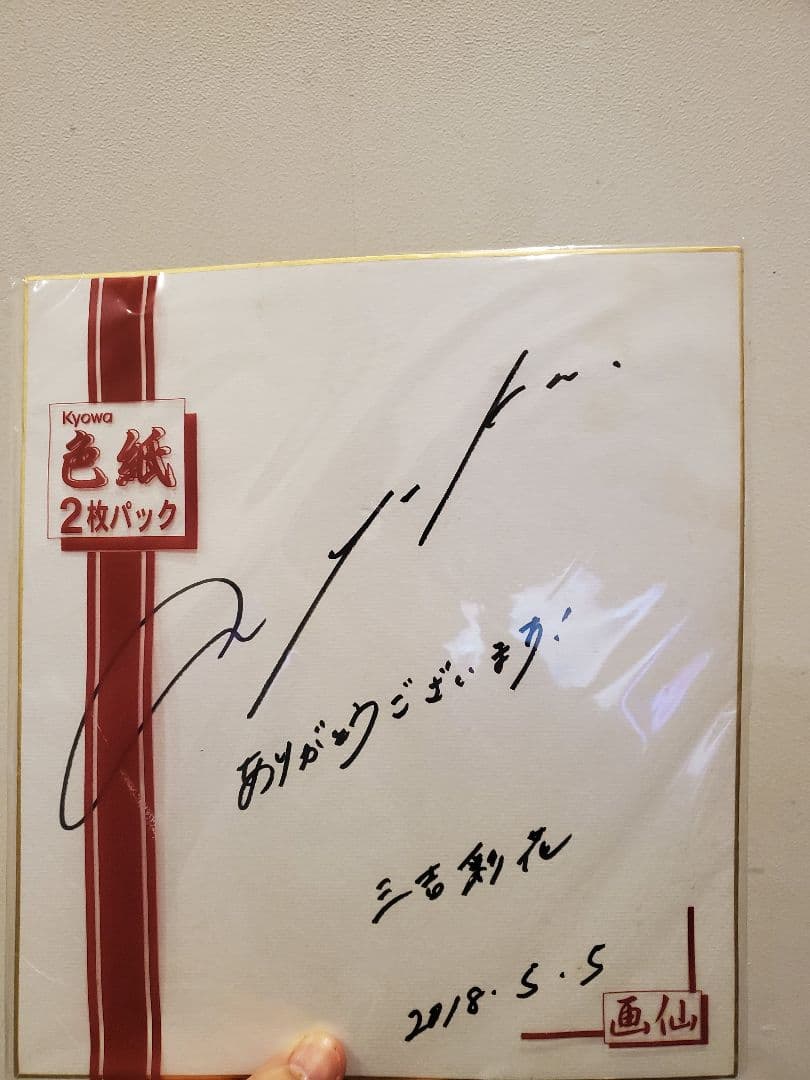 Kyowa
色紙
2枚パック
ありがとうございます!
三吉彩花
2018.5.5
画仙